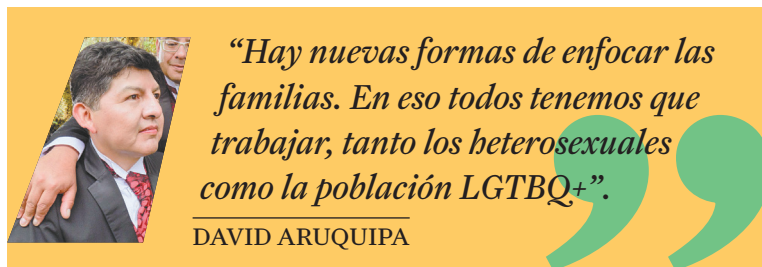 “Hay nuevas formas de enfocar las
familias. En eso todos tenemos que
trabajar, tanto los heterosexuales
como la población LGTBQ+”.
DAVID ARUQUIPA